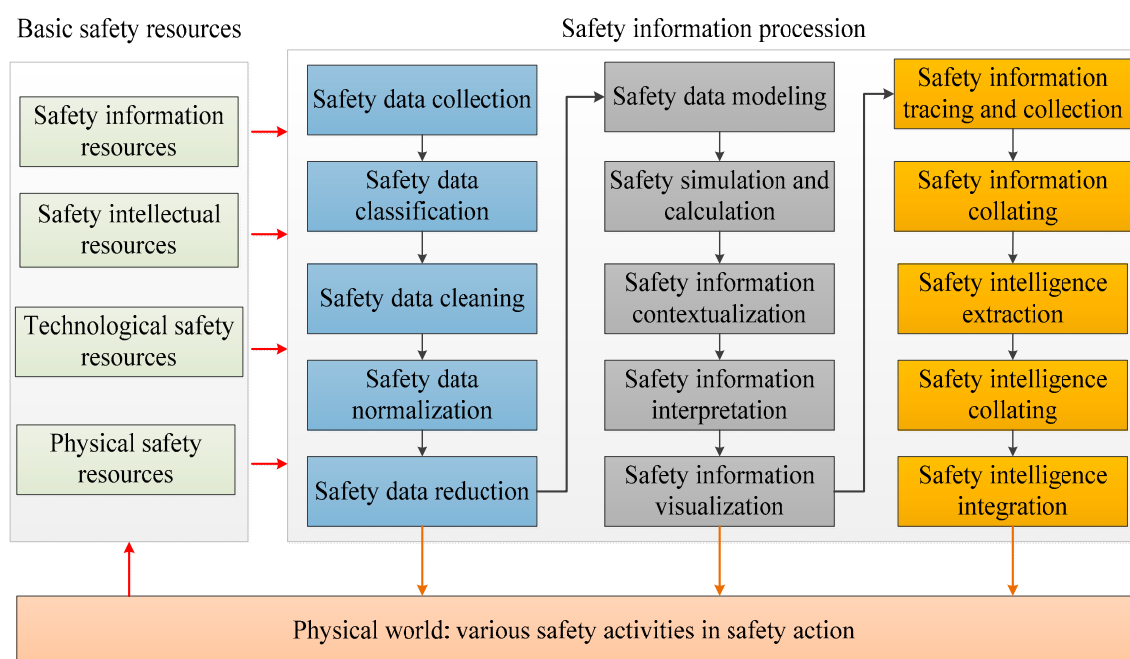 Basic safety resources
Safety information procession
Safety information
resources
Safety intellectual
resources
Technological safety
resources
Physical safety
resources
Safety data collection
Safety data
classification
Safety data cleaning
Safety data
normalization
Safety data reduction
Safety data modeling
Safety simulation and
calculation
Safety information
contextualization
Safety information
interpretation
Safety information
visualization
Safety information
tracing and collection
Safety information
collating
Safety intelligence
extraction
Safety intelligence
collating
Safety intelligence
integration
Physical world: various safety activities in safety action